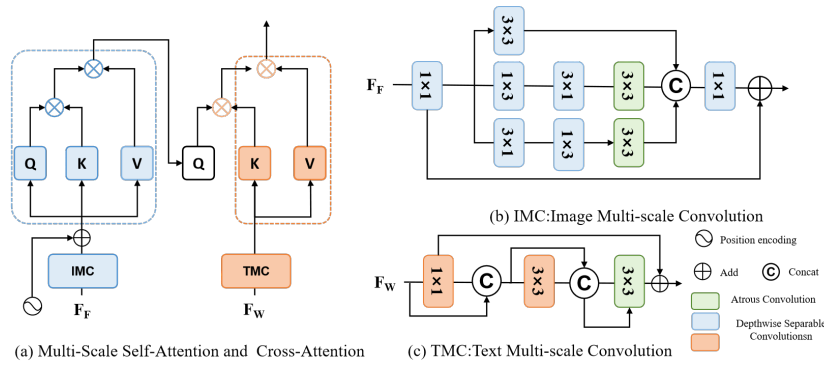 Q
K
V
Q
K
V
IMC
TMC
F_F
F_W
(a) Multi-Scale Self-Attention and Cross-Attention
F_F
1×1
3×3
1×3
3×1
3×3
3×1
1×3
3×3
C
1×1
(b) IMC:Image Multi-scale Convolution
F_W
1×1
C
3×3
C
3×3
(c) TMC:Text Multi-scale Convolution
Position encoding
Add
C Concat
Atrous Convolution
Depthwise Separable
Convolutionsn